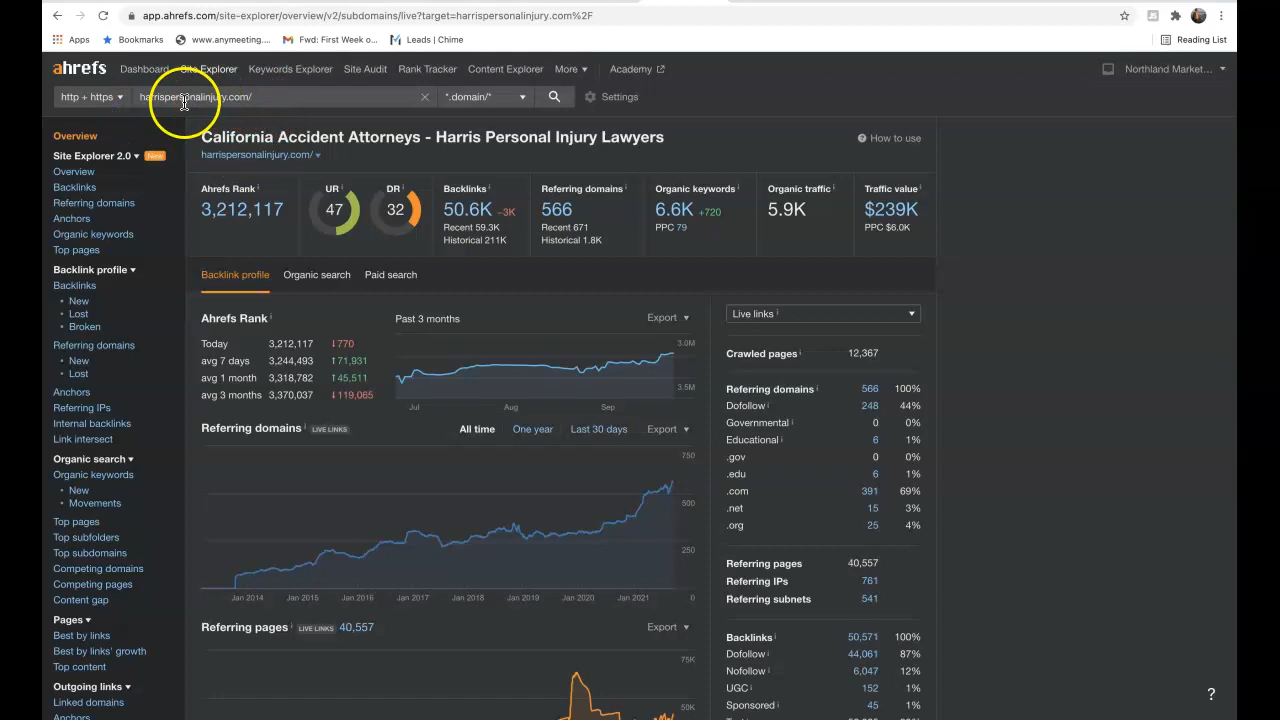 app.ahrefs.com/site-explorer/overview/v2/subdomains/live?target=harrispersonalinjury.com%2F
Apps Bookmarks www.anymeeting.... Fwd: First Week o... Leads | Chime Reading List
ahrefs Dashboard Site Explorer Keywords Explorer Site Audit Rank Tracker Content Explorer More Academy Northland Market...
http + https harrispersonalinjury.com/ *.domain/* Settings
Overview
Site Explorer 2.0 New
Overview
Backlinks
Referring domains
Anchors
Organic keywords
Top pages
Backlink profile
Backlinks
• New
• Lost
• Broken
Referring domains
• New
• Lost
Anchors
Referring IPs
Internal backlinks
Link intersect
Organic search
Organic keywords
• New
• Movements
Top pages
Top subfolders
Top subdomains
Competing domains
Competing pages
Content gap
Pages
Best by links
Best by links' growth
Top content
Outgoing links
Linked domains
Anchors
California Accident Attorneys - Harris Personal Injury Lawyers
? How to use
harrispersonalinjury.com/
Ahrefs Rank i UR i DR i Backlinks i Referring domains i Organic keywords i Organic traffic i Traffic value i
3,212,117 47 32 50.6K -3K 566 6.6K +720 5.9K $239K
Recent 59.3K Recent 671 PPC 79 PPC $6.0K
Historical 211K Historical 1.8K
Backlink profile Organic search Paid search
Ahrefs Rank i Past 3 months Export
Today 3,212,117 ↓770
avg 7 days 3,244,493 ↑71,931
avg 1 month 3,318,782 ↑45,511
avg 3 months 3,370,037 ↓119,065
3.0M
3.5M
Jul Aug Sep
Referring domains i LIVE LINKS All time One year Last 30 days Export
750
500
250
0
Jan 2014 Jan 2015 Jan 2016 Jan 2017 Jan 2018 Jan 2019 Jan 2020 Jan 2021
Referring pages i LIVE LINKS 40,557 Export
75K
50K
Live links i
Crawled pages i 12,367
Referring domains i 566 100%
Dofollow i 248 44%
Governmental i 0 0%
Educational i 6 1%
.gov 0 0%
.edu 6 1%
.com 391 69%
.net 15 3%
.org 25 4%
Referring pages 40,557
Referring IPs 761
Referring subnets 541
Backlinks i 50,571 100%
Dofollow i 44,061 87%
Nofollow i 6,047 12%
UGC i 152 1%
Sponsored i 45 1%
?